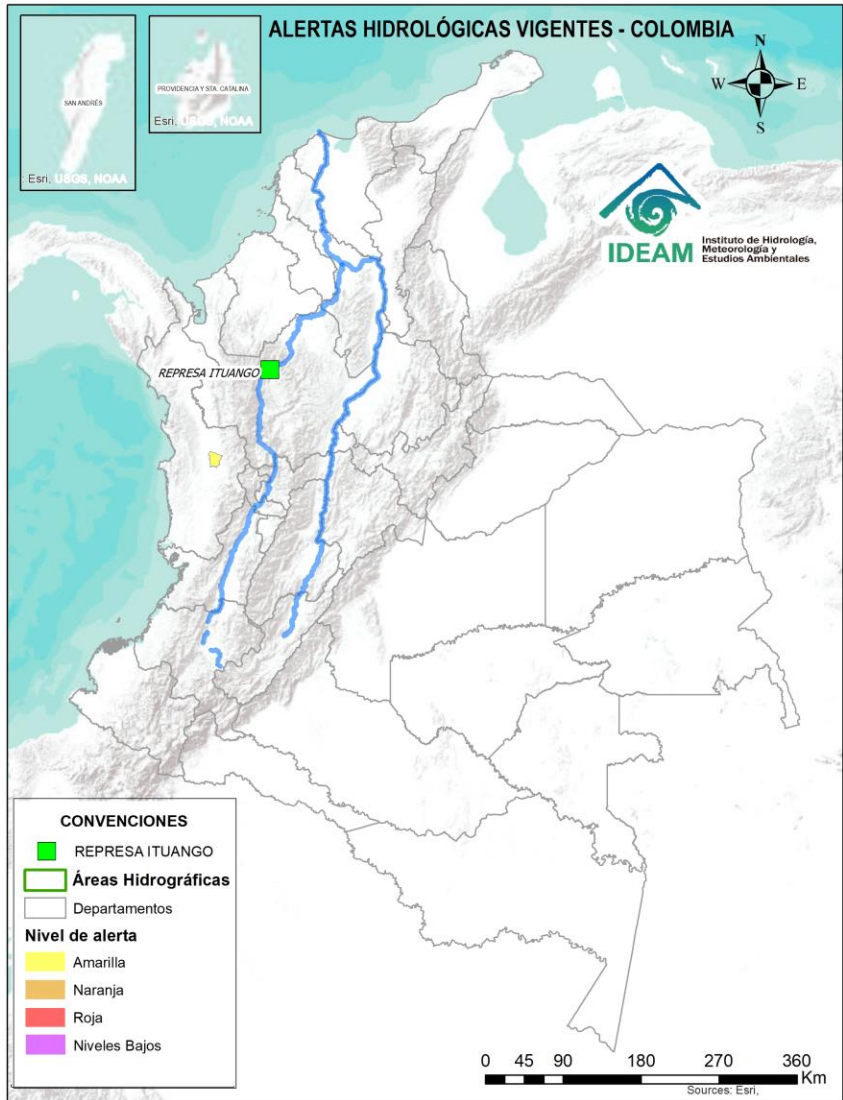 ALERTAS HIDROLÓGICAS VIGENTES - COLOMBIA
SAN ANDRÉS
Esri, USGS, NOAA
PROVIDENCIA Y STA. CATALINA
Esri, USGS, NOAA
N
W E
S
IDEAM
Instituto de Hidrología,
Meteorología y
Estudios Ambientales
REPRESA ITUANGO
CONVENCIONES
REPRESA ITUANGO
Áreas Hidrográficas
Departamentos
Nivel de alerta
Amarilla
Naranja
Roja
Niveles Bajos
0 45 90 180 270 360
Km
Sources: Esri,